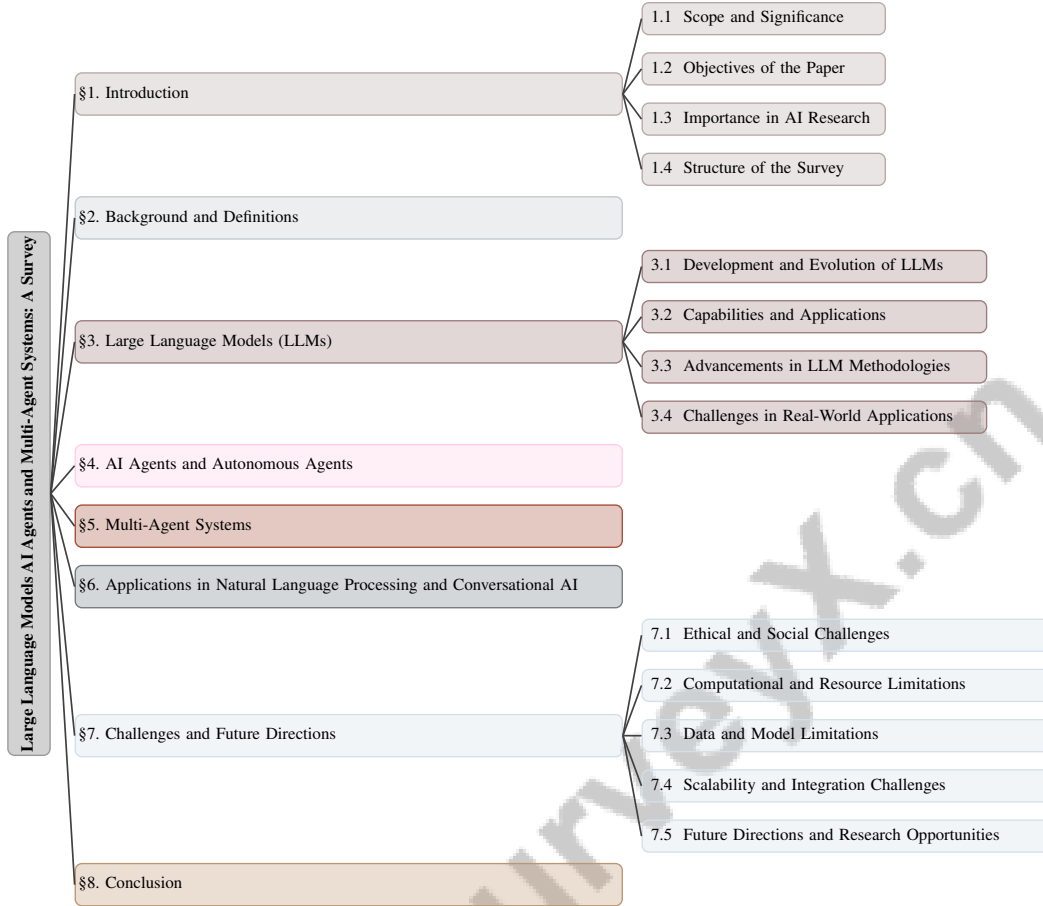 Large Language Models AI Agents and Multi-Agent Systems: A Survey
§1. Introduction
1.1 Scope and Significance
1.2 Objectives of the Paper
1.3 Importance in AI Research
1.4 Structure of the Survey
§2. Background and Definitions
§3. Large Language Models (LLMs)
3.1 Development and Evolution of LLMs
3.2 Capabilities and Applications
3.3 Advancements in LLM Methodologies
3.4 Challenges in Real-World Applications
§4. AI Agents and Autonomous Agents
§5. Multi-Agent Systems
§6. Applications in Natural Language Processing and Conversational AI
§7. Challenges and Future Directions
7.1 Ethical and Social Challenges
7.2 Computational and Resource Limitations
7.3 Data and Model Limitations
7.4 Scalability and Integration Challenges
7.5 Future Directions and Research Opportunities
§8. Conclusion
urveyx.cn